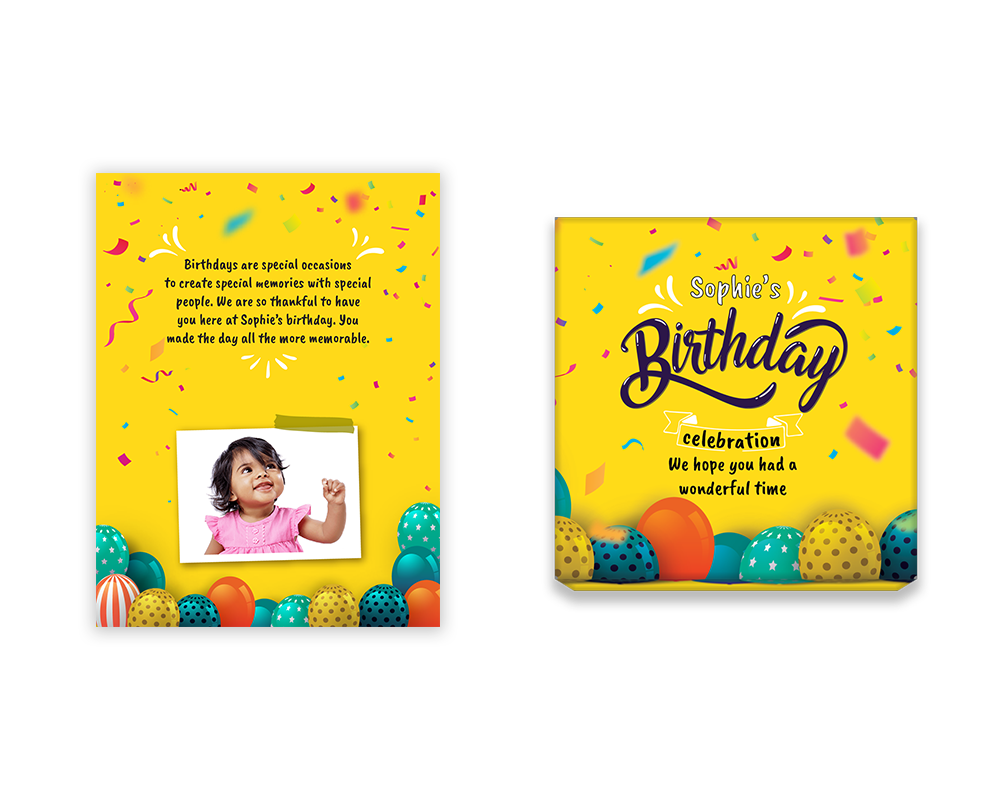 Birthdays are special occasions
to create special memories with special
people. We are so thankful to have
you here at Sophie's birthday. You
made the day all the more memorable.
Sophie's
Birthday
celebration
We hope you had a
wonderful time